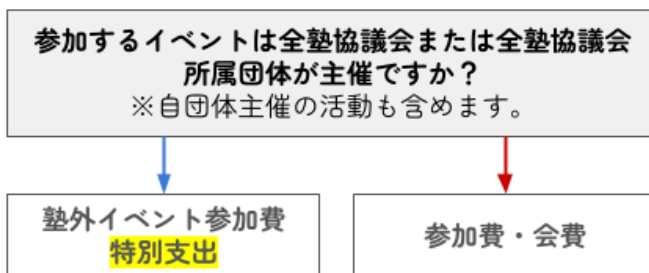 参加するイベントは全塾協議会または全塾協議会
所属団体が主催ですか？
※自団体主催の活動も含めます。
塾外イベント参加費
特別支出
参加費・会費